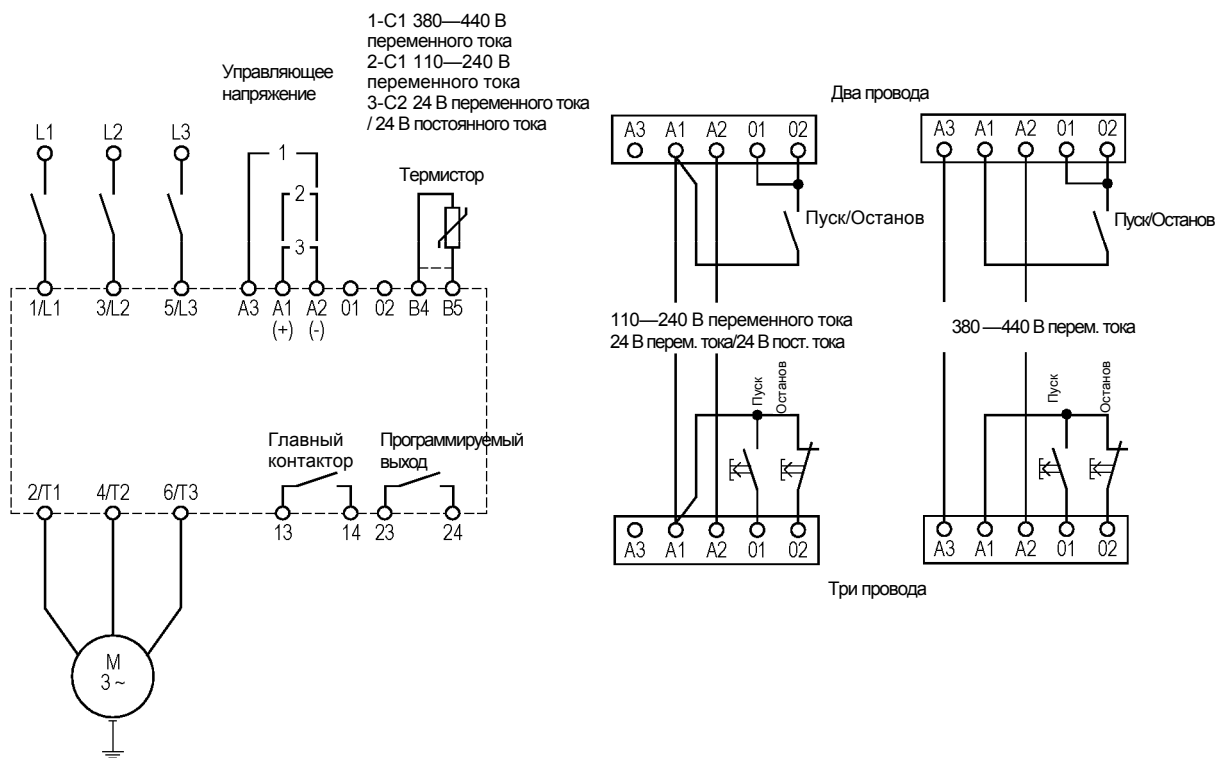 1-C1 380—440 В
переменного тока
2-C1 110—240 В
переменного тока
3-C2 24 В переменного тока
/ 24 В постоянного тока
Управляющее
напряжение
L1 L2 L3
1
2
3
Термистор
1/L1 3/L2 5/L3 A3 A1 A2 01 02 B4 B5
(+) (-)
Главный
контактор
Программируемый
выход
2/T1 4/T2 6/T3
13 14 23 24
M
3 ~
Два провода
A3 A1 A2 01 02
A3 A1 A2 01 02
Пуск/Останов
Пуск/Останов
110—240 В переменного тока
24 В перем. тока/24 В пост. тока
380 —440 В перем. тока
Пуск
Останов
Пуск
Останов
A3 A1 A2 01 02
A3 A1 A2 01 02
Три провода